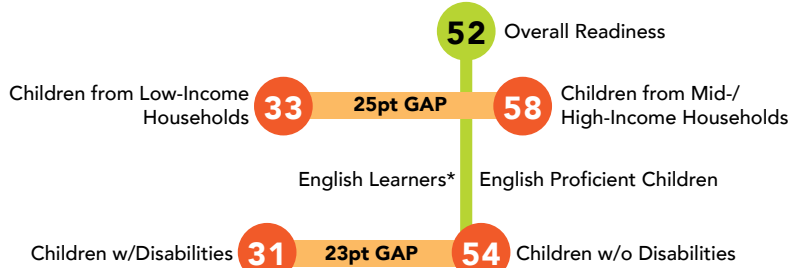 52 Overall Readiness
Children from Low-Income
Households
33
25pt GAP
58
Children from Mid-/
High-Income Households
English Learners*
English Proficient Children
Children w/Disabilities
31
23pt GAP
54
Children w/o Disabilities